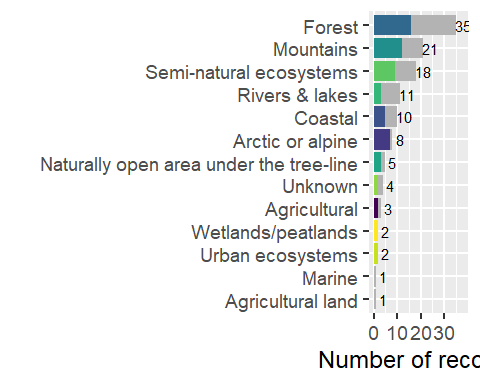 Forest 35
Mountains 21
Semi-natural ecosystems 18
Rivers & lakes 11
Coastal 10
Arctic or alpine 8
Naturally open area under the tree-line 5
Unknown 4
Agricultural 3
Wetlands/peatlands 2
Urban ecosystems 2
Marine 1
Agricultural land 1
0 10 20 30
Number of reco